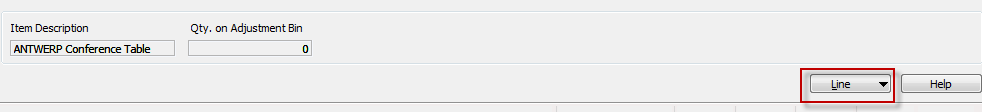 Item Description
Qty. on Adjustment Bin
ANTWERP Conference Table
0
Line
Help